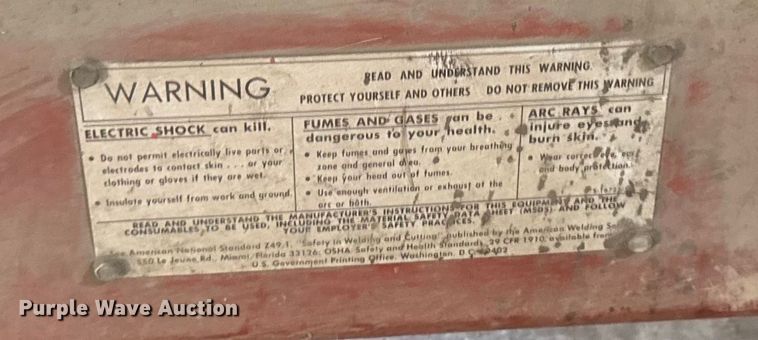 WARNING
READ AND UNDERSTAND THIS WARNING.
PROTECT YOURSELF AND OTHERS DO NOT REMOVE THIS WARNING
ELECTRIC SHOCK can kill.
• Do not permit electrically live parts or
electrodes to contact skin . . . or your
clothing or gloves if they are wet.
• Insulate yourself from work and ground.
FUMES AND GASES can be
dangerous to your health.
• Keep fumes and gases from your breathing
zone and general area.
• Keep your head out of fumes.
• Use enough ventilation or exhaust at the
arc or both.
ARC RAYS can
injure eyes and
burn skin.
• Wear correct eye, ear
and body protection.
READ AND UNDERSTAND THE MANUFACTURER'S INSTRUCTIONS FOR THIS EQUIPMENT AND THE
CONSUMABLES TO BE USED, INCLUDING THE MATERIAL SAFETY DATA SHEET (MSDS) AND FOLLOW
YOUR EMPLOYER'S SAFETY PRACTICES.
See American National Standard Z49.1, "Safety in Welding and Cutting" published by the American Welding
550 Le Jeune Rd., Miami, Florida 33126; OSHA Safety and Health Standards, 29 CFR 1910, available from
U.S. Government Printing Office, Washington, D.C. 20402
Purple Wave Auction